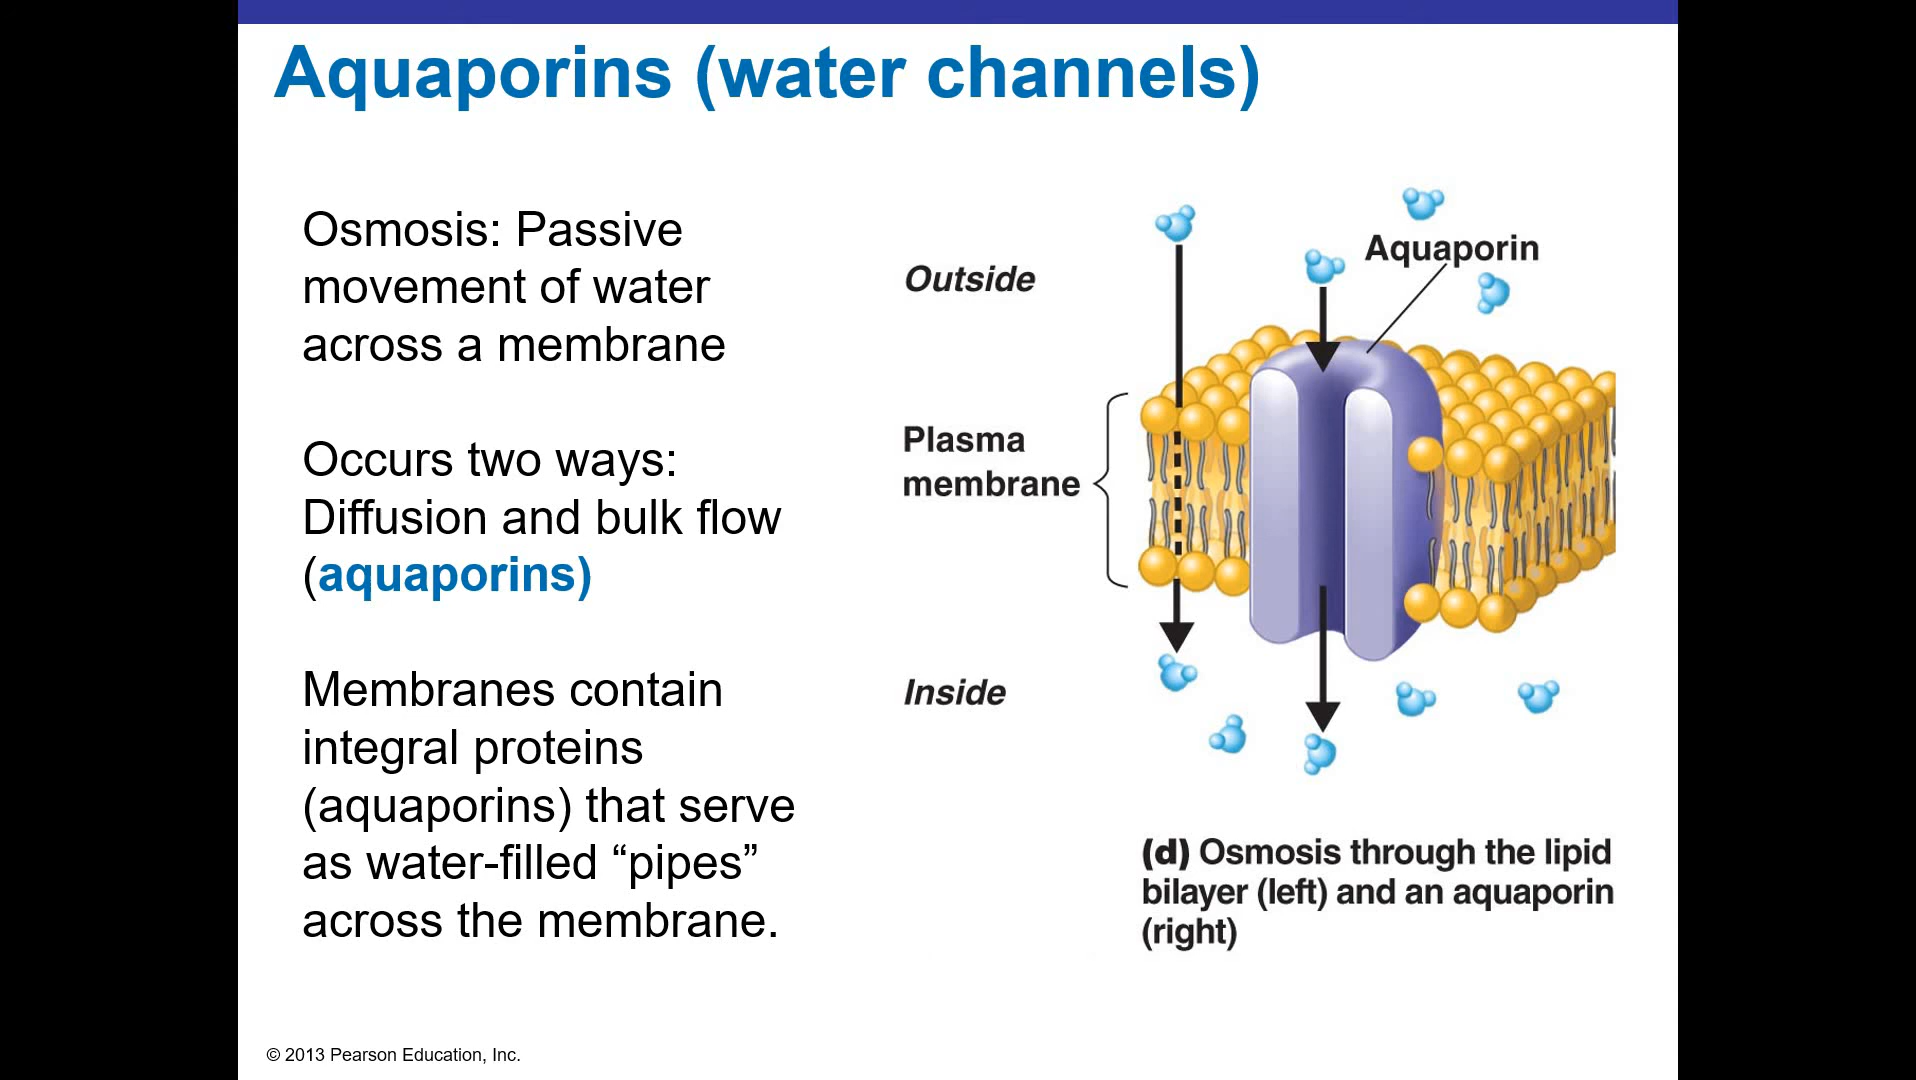 Aquaporins (water channels)
Osmosis: Passive
movement of water
across a membrane
Occurs two ways:
Diffusion and bulk flow
(aquaporins)
Membranes contain
integral proteins
(aquaporins) that serve
as water-filled “pipes”
across the membrane.
Outside
Aquaporin
Plasma
membrane
Inside
(d) Osmosis through the lipid
bilayer (left) and an aquaporin
(right)
© 2013 Pearson Education, Inc.